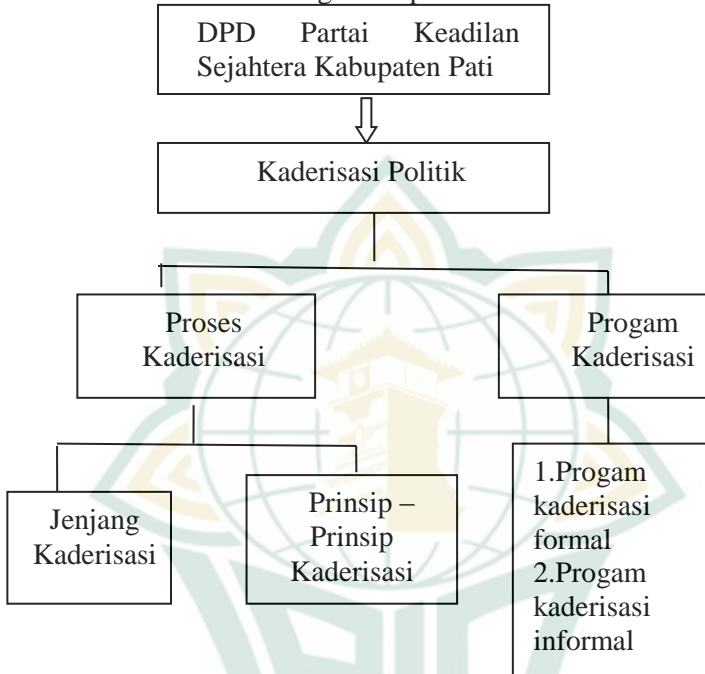 DPD Partai Keadilan
Sejahtera Kabupaten Pati
Kaderisasi Politik
Proses
Kaderisasi
Progam
Kaderisasi
Jenjang
Kaderisasi
Prinsip –
Prinsip
Kaderisasi
1.Progam
kaderisasi
formal
2.Progam
kaderisasi
informal